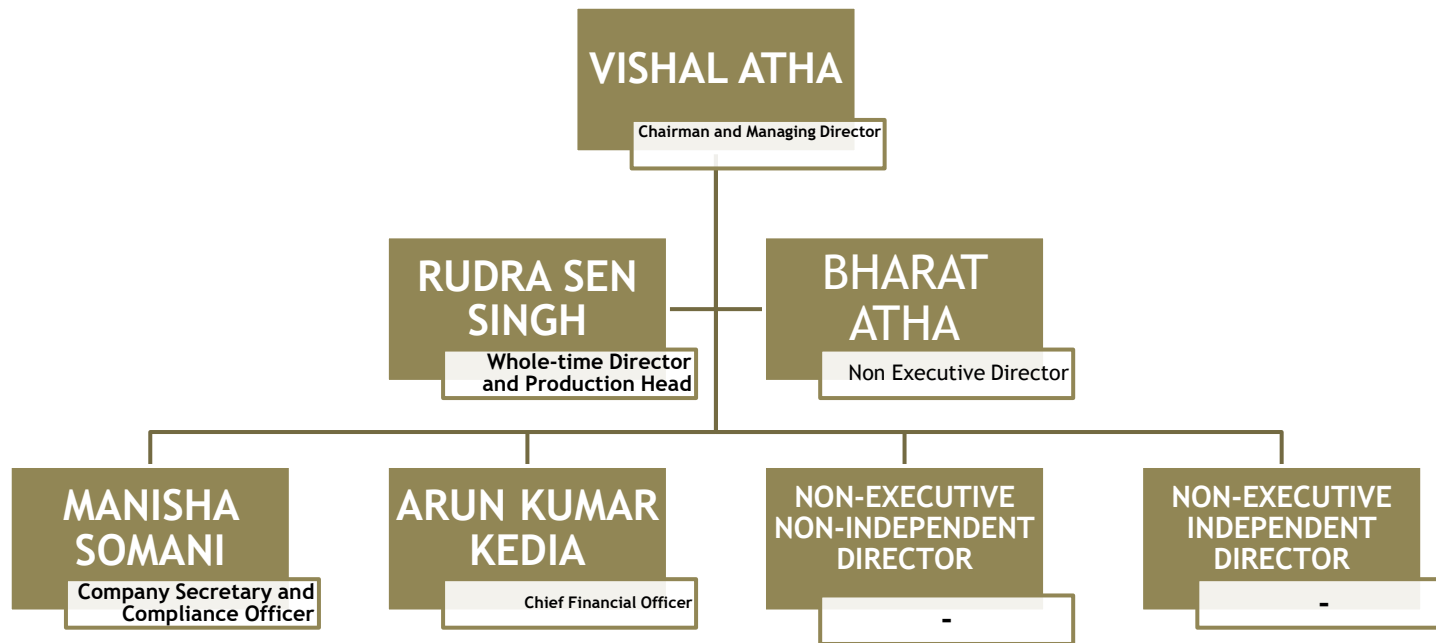 VISHAL ATHA
Chairman and Managing Director
RUDRA SEN
SINGH
Whole-time Director
and Production Head
BHARAT
ATHA
Non Executive Director
MANISHA
SOMANI
Company Secretary and
Compliance Officer
ARUN KUMAR
KEDIA
Chief Financial Officer
NON-EXECUTIVE
NON-INDEPENDENT
DIRECTOR
-
NON-EXECUTIVE
INDEPENDENT
DIRECTOR
-